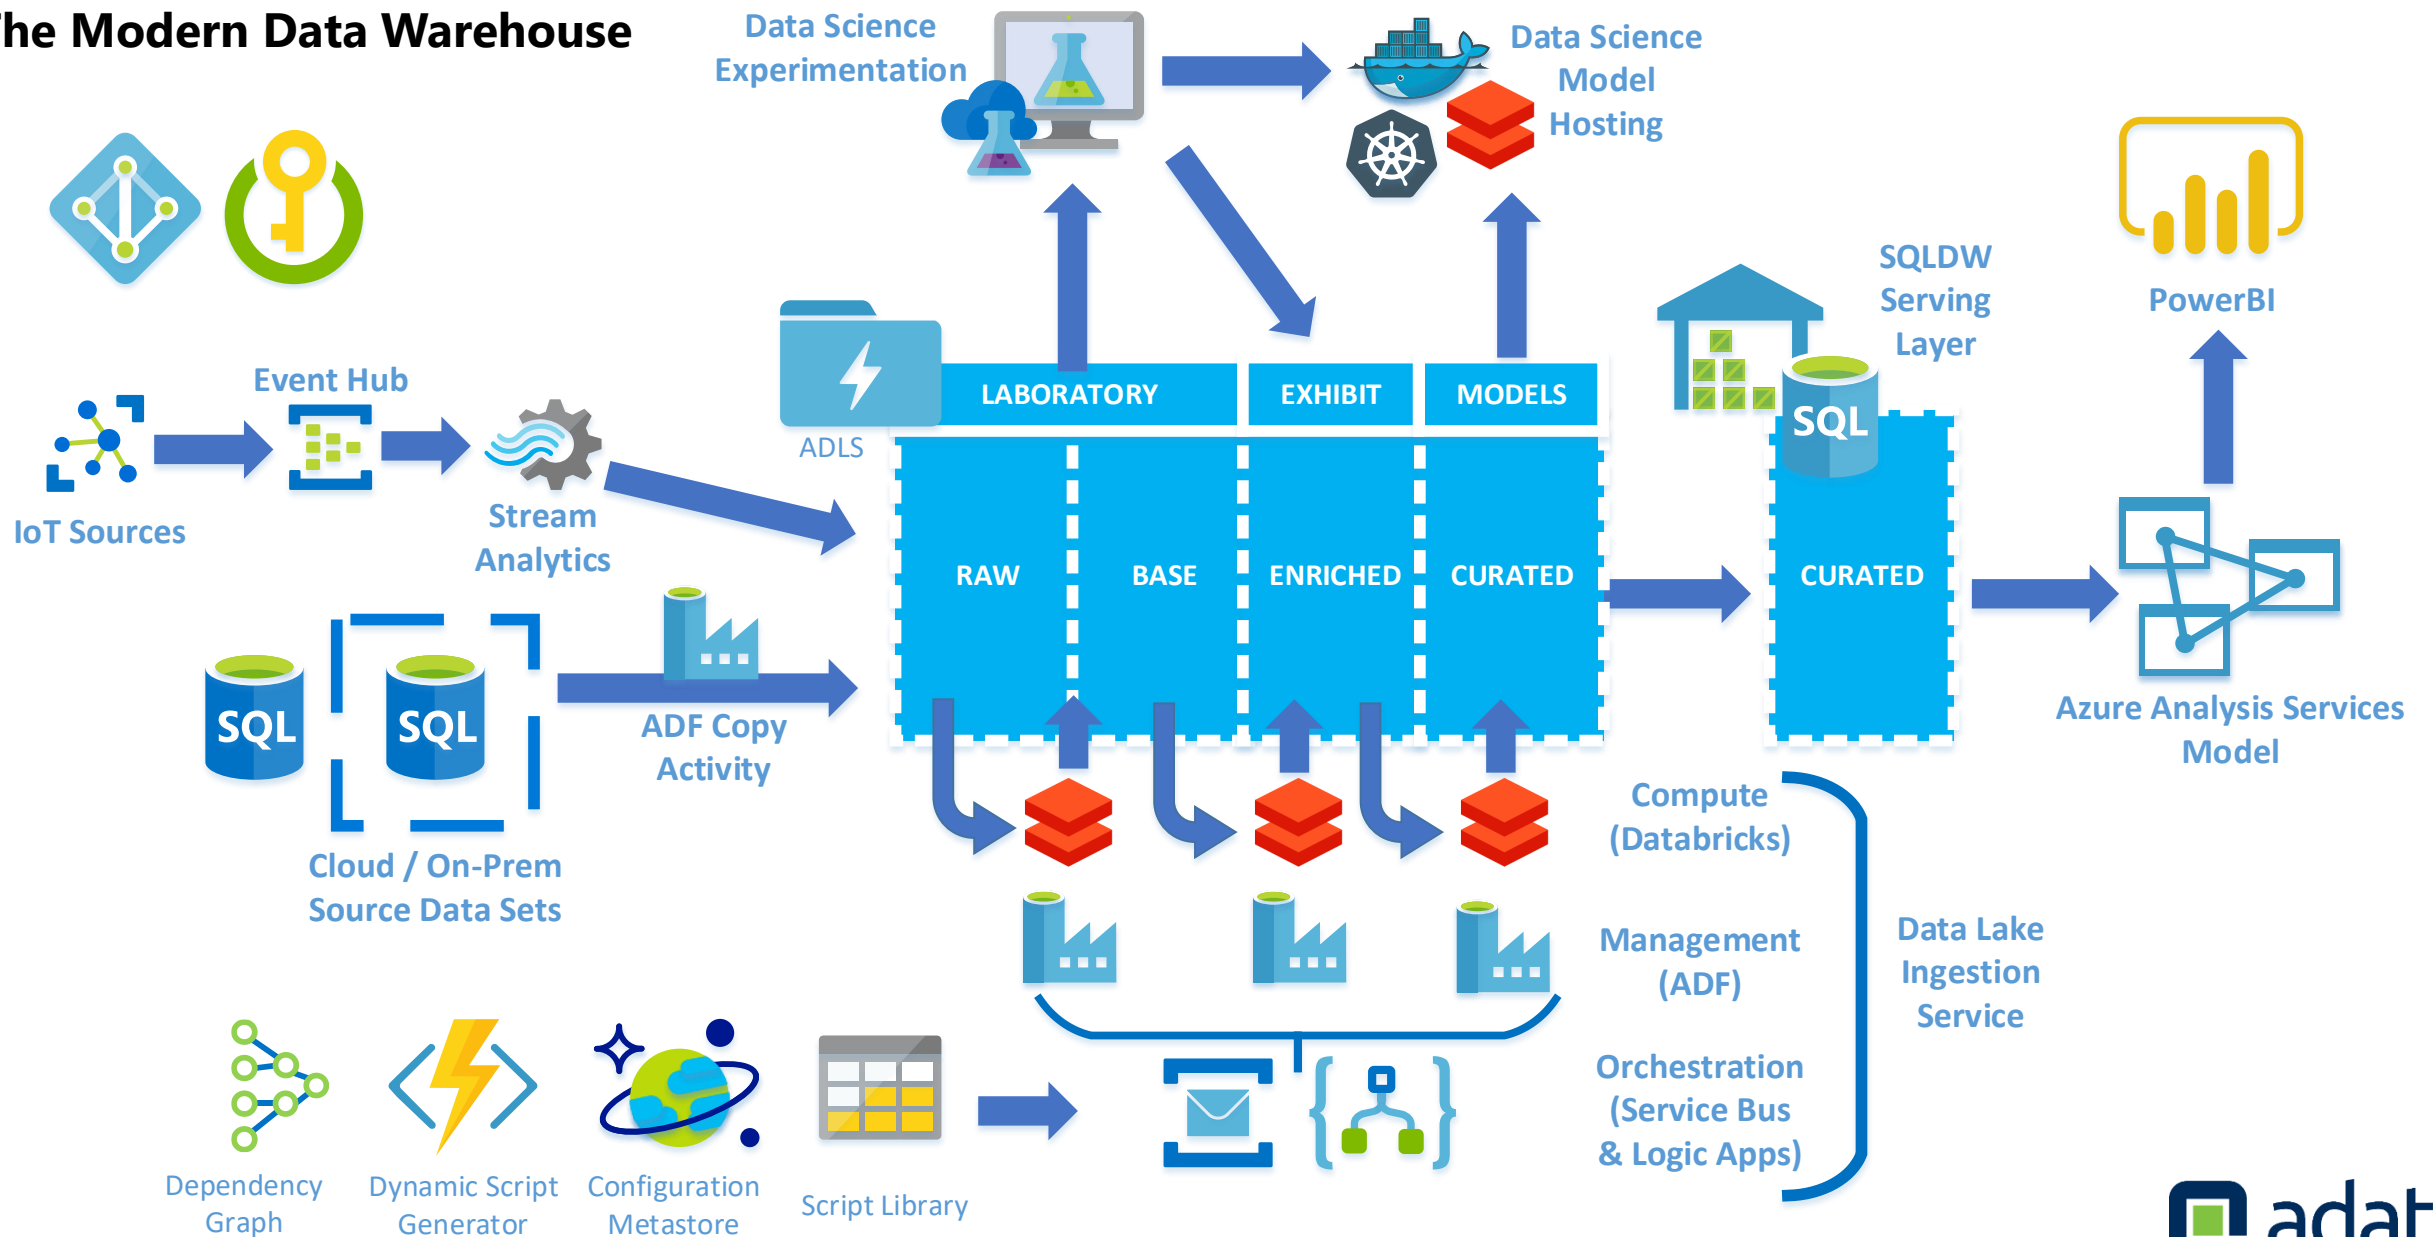 he Modern Data Warehouse
Data Science
Experimentation
Data Science
Model
Hosting
SQLDW
Serving
Layer
PowerBI
Event Hub
IoT Sources
Stream
Analytics
ADLS
LABORATORY
EXHIBIT
MODELS
RAW
BASE
ENRICHED
CURATED
SQL
CURATED
SQL
SQL
ADF Copy
Activity
Cloud / On-Prem
Source Data Sets
Azure Analysis Services
Model
Compute
(Databricks)
Management
(ADF)
Orchestration
(Service Bus
& Logic Apps)
Data Lake
Ingestion
Service
Dependency
Graph
Dynamic Script
Generator
Configuration
Metastore
Script Library
adat